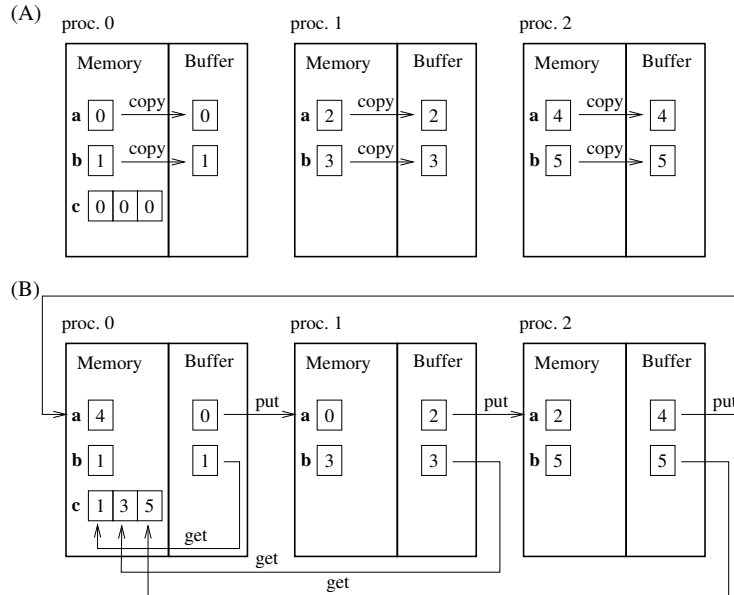 (A)
proc. 0 proc. 1 proc. 2
Memory Buffer Memory Buffer Memory Buffer
a 0 copy 0 a 2 copy 2 a 4 copy 4
b 1 copy 1 b 3 copy 3 b 5 copy 5
c 0 0 0
(B)
proc. 0 proc. 1 proc. 2
Memory Buffer Memory Buffer Memory Buffer
a 4 0 put a 0 2 put a 2 4 put
b 1 1 b 3 3 b 5 5
c 1 3 5
get
get
get